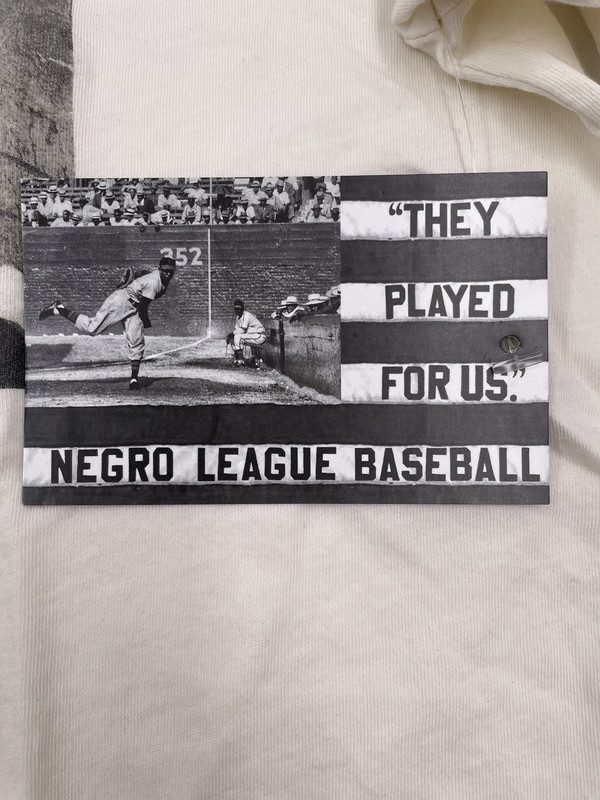 352
“THEY
PLAYED
FOR US.”
NEGRO LEAGUE BASEBALL